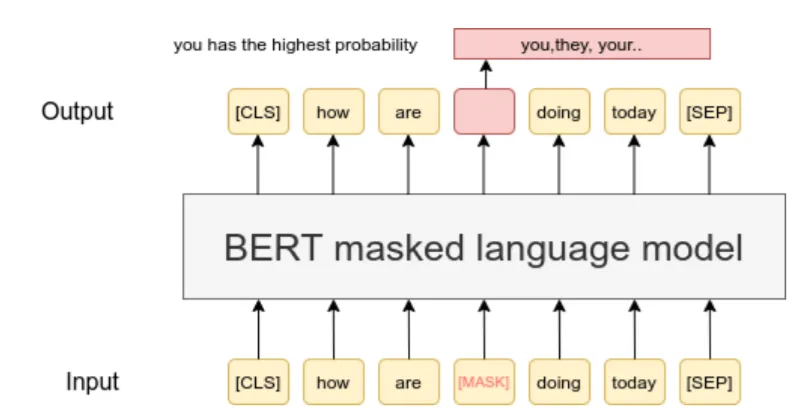 you has the highest probability you,they, your..
Output [CLS] how are doing today [SEP]
BERT masked language model
Input [CLS] how are [MASK] doing today [SEP]